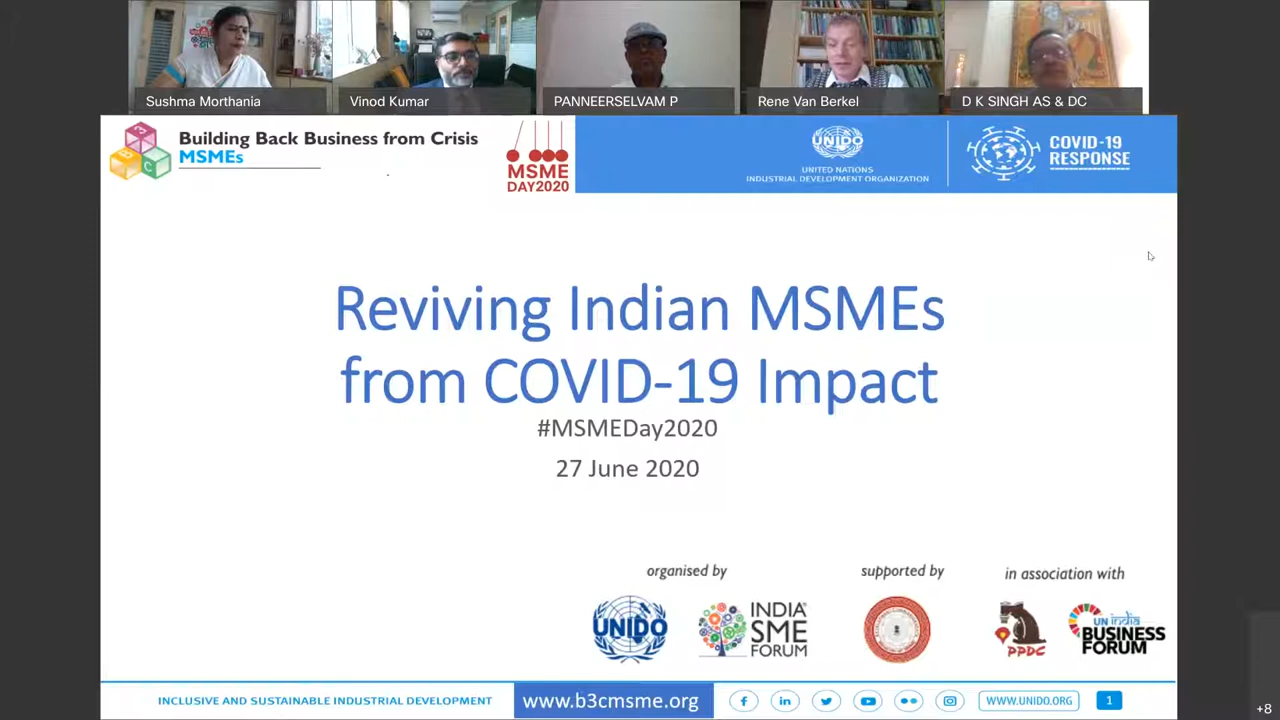 Sushma Morthania
Vinod Kumar
PANNEERSELVAM P
Rene Van Berkel
D K SINGH AS & DC
Building Back Business from Crisis
MSMEs
MSME
DAY2020
UNIDO
UNITED NATIONS
INDUSTRIAL DEVELOPMENT ORGANIZATION
COVID-19
RESPONSE
Reviving Indian MSMEs
from COVID-19 Impact
#MSMEDay2020
27 June 2020
organised by
supported by
in association with
UNIDO
INDIA
SME
FORUM
PPDC
UN india
BUSINESS
FORUM
INCLUSIVE AND SUSTAINABLE INDUSTRIAL DEVELOPMENT
www.b3cmsme.org
WWW.UNIDO.ORG
1
+8